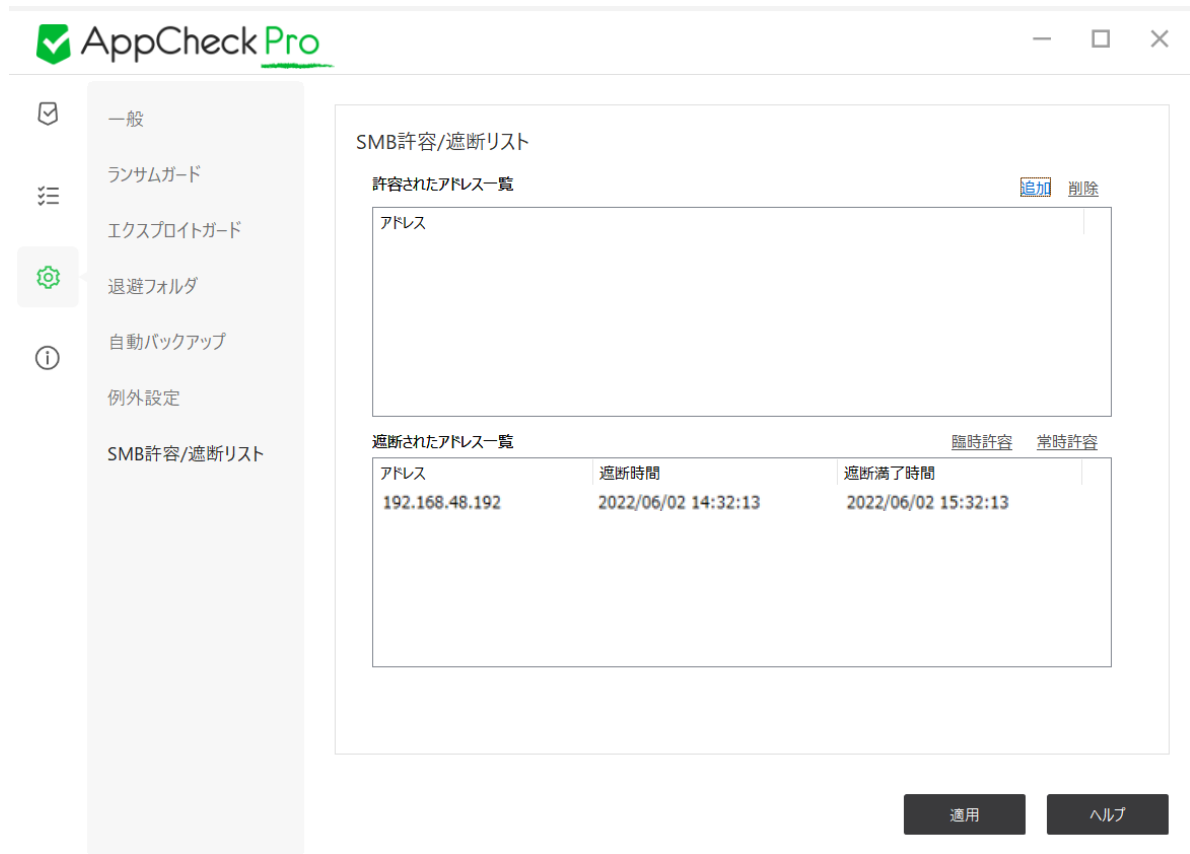 AppCheck Pro
一般
ランサムガード
エクスプロイトガード
退避フォルダ
自動バックアップ
例外設定
SMB許容/遮断リスト
SMB許容/遮断リスト
許容されたアドレス一覧 追加 削除
アドレス
遮断されたアドレス一覧 臨時許容 常時許容
アドレス 遮断時間 遮断満了時間
192.168.48.192 2022/06/02 14:32:13 2022/06/02 15:32:13
適用 ヘルプ